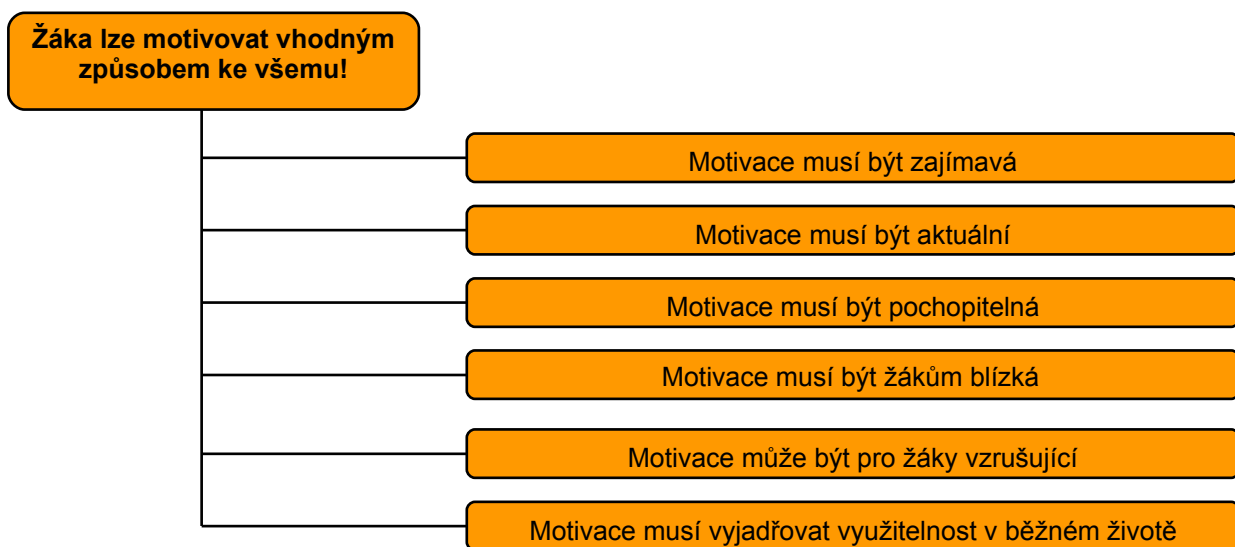 Žáka lze motivovat vhodným
způsobem ke všemu!
Motivace musí být zajímavá
Motivace musí být aktuální
Motivace musí být pochopitelná
Motivace musí být žákům blízká
Motivace může být pro žáky vzrušující
Motivace musí vyjadřovat využitelnost v běžném životě